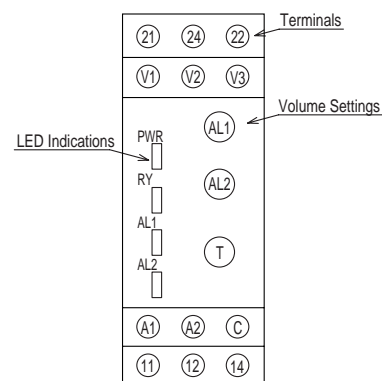 21 24 22 Terminals
V1 V2 V3
Volume Settings
AL1
LED Indications
PWR
RY
AL2
AL1
T
AL2
A1 A2 C
11 12 14